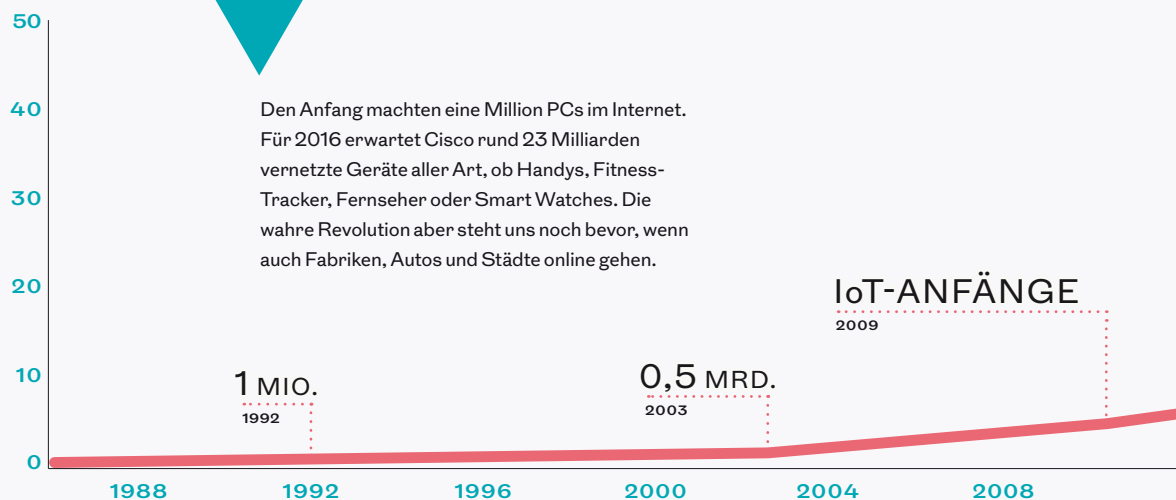 50
40
30
20
10
0
Den Anfang machten eine Million PCs im Internet.
Für 2016 erwartet Cisco rund 23 Milliarden
vernetzte Geräte aller Art, ob Handys, Fitness-
Tracker, Fernseher oder Smart Watches. Die
wahre Revolution aber steht uns noch bevor, wenn
auch Fabriken, Autos und Städte online gehen.
IoT-ANFÄNGE
2009
1 MIO.
1992
0,5 MRD.
2003
1988 1992 1996 2000 2004 2008